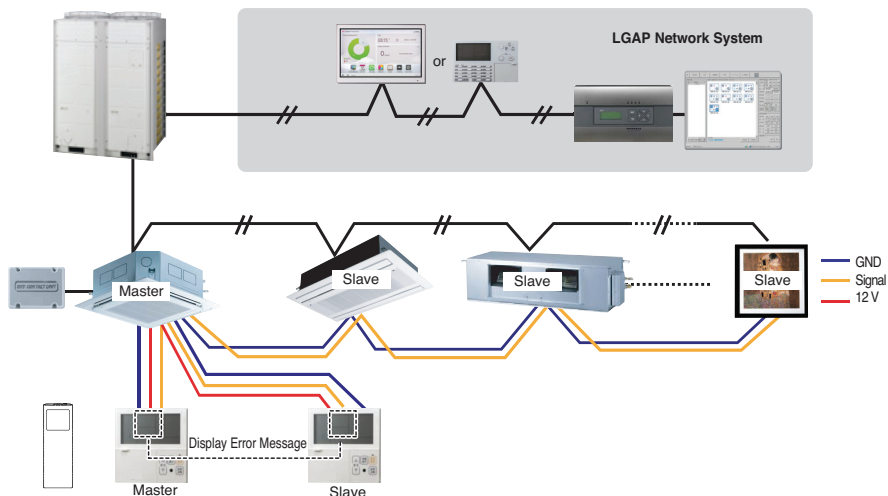 LGAP Network System
or
Master
Slave
Slave
Slave
GND
Signal
12 V
Display Error Message
Master
Slave